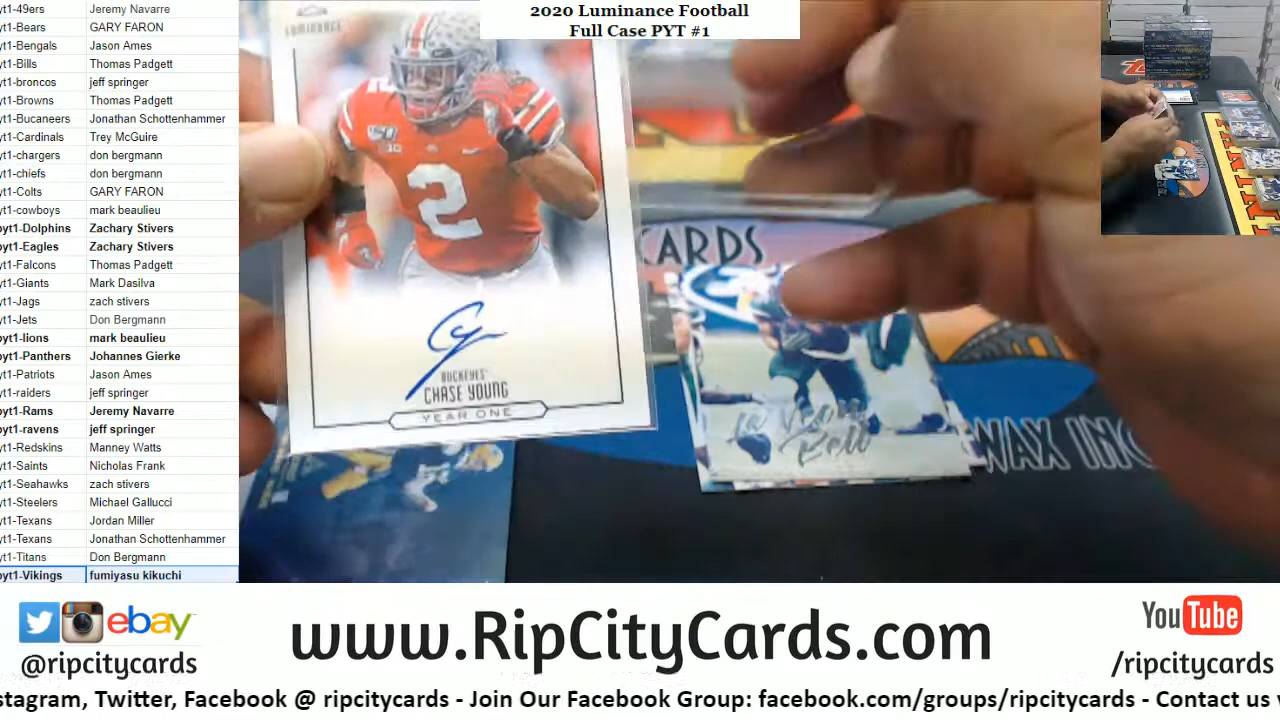 2020 Luminance Football
Full Case PYT #1
yt1-49ers Jeremy Navarre
yt1-Bears GARY FARON
yt1-Bengals Jason Ames
yt1-Bills Thomas Padgett
yt1-broncos jeff springer
yt1-Browns Thomas Padgett
yt1-Bucaneers Jonathan Schottenhammer
yt1-Cardinals Trey McGuire
yt1-chargers don bergmann
yt1-chiefs don bergmann
yt1-Colts GARY FARON
yt1-cowboys mark beaulieu
pyt1-Dolphins Zachary Stivers
pyt1-Eagles Zachary Stivers
yt1-Falcons Thomas Padgett
yt1-Giants Mark Dasilva
yt1-Jags zach stivers
yt1-Jets Don Bergmann
pyt1-lions mark beaulieu
pyt1-Panthers Johannes Gierke
yt1-Patriots Jason Ames
yt1-raiders jeff springer
pyt1-Rams Jeremy Navarre
pyt1-ravens jeff springer
yt1-Redskins Manney Watts
yt1-Saints Nicholas Frank
yt1-Seahawks zach stivers
yt1-Steelers Michael Gallucci
yt1-Texans Jordan Miller
yt1-Texans Jonathan Schottenhammer
yt1-Titans Don Bergmann
pyt1-Vikings fumiyasu kikuchi
LUMINANCE
2
BUCKEYES
CHASE YOUNG
YEAR ONE
CARDS
Le'Veon
Bell
WAX INC
ebay
@ripcitycards
www.RipCityCards.com
YouTube
/ripcitycards
stagram, Twitter, Facebook @ ripcitycards - Join Our Facebook Group: facebook.com/groups/ripcitycards - Contact us